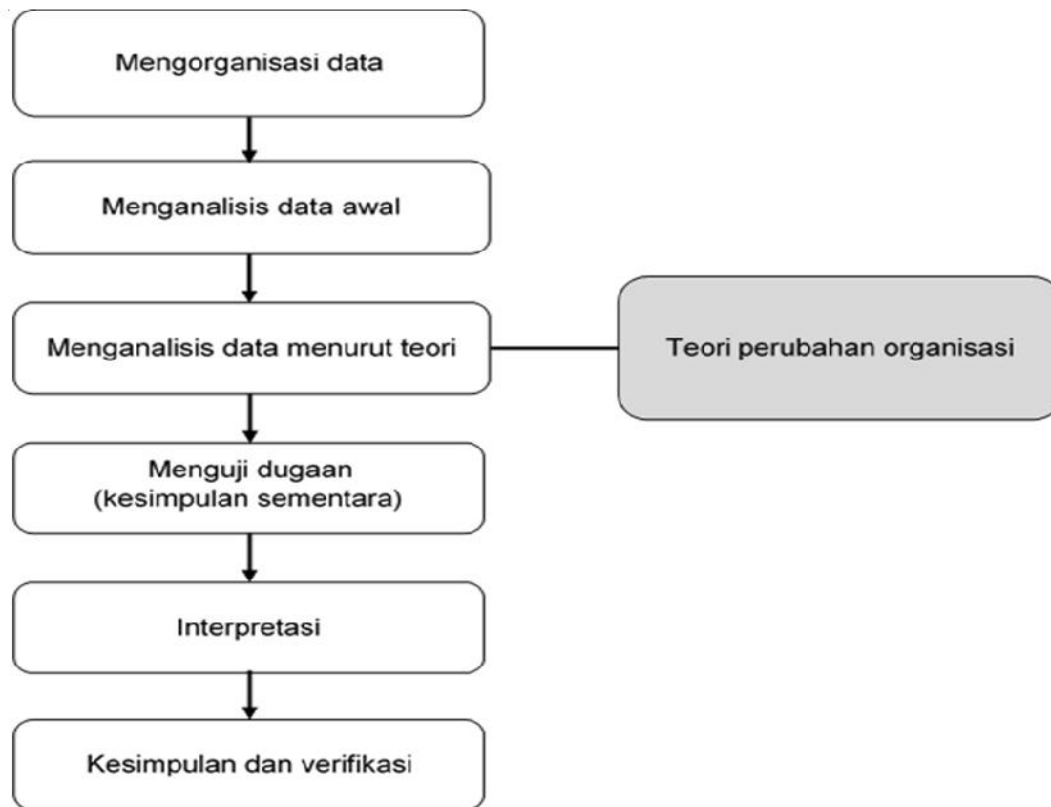 Mengorganisasi data
Menganalisis data awal
Menganalisis data menurut teori
Teori perubahan organisasi
Menguji dugaan
(kesimpulan sementara)
Interpretasi
Kesimpulan dan verifikasi